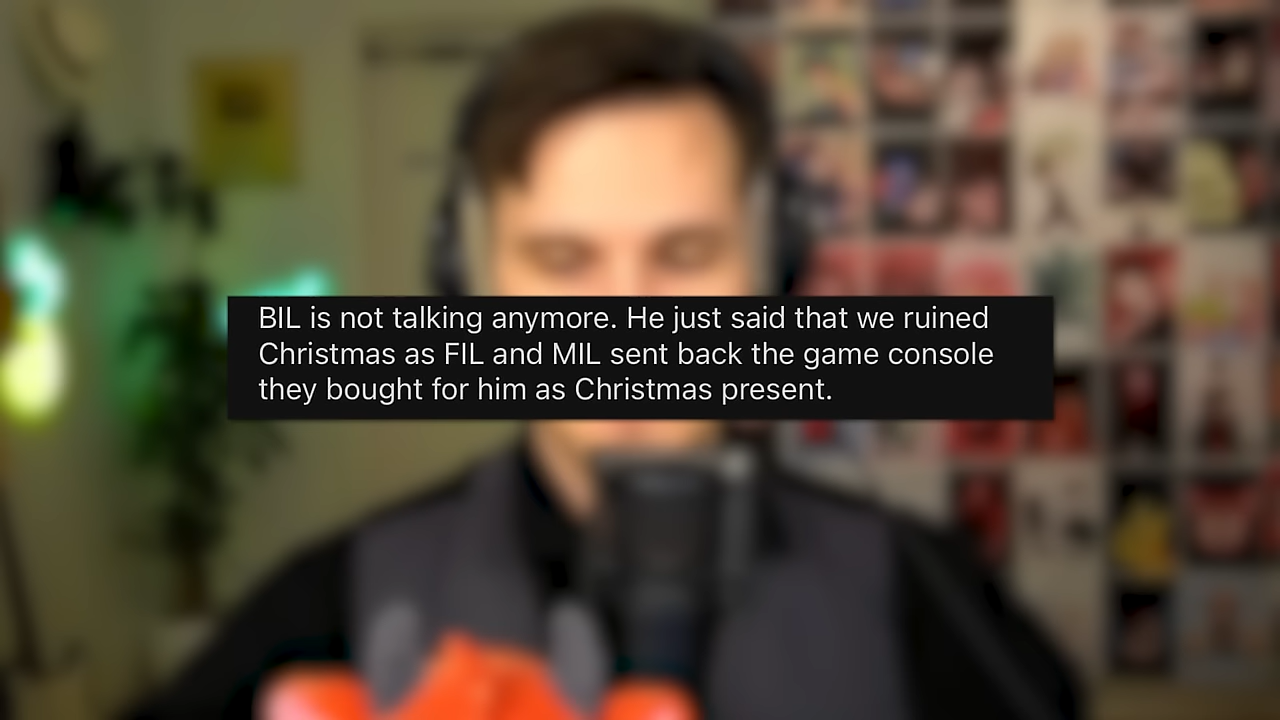 BIL is not talking anymore. He just said that we ruined
Christmas as FIL and MIL sent back the game console
they bought for him as Christmas present.